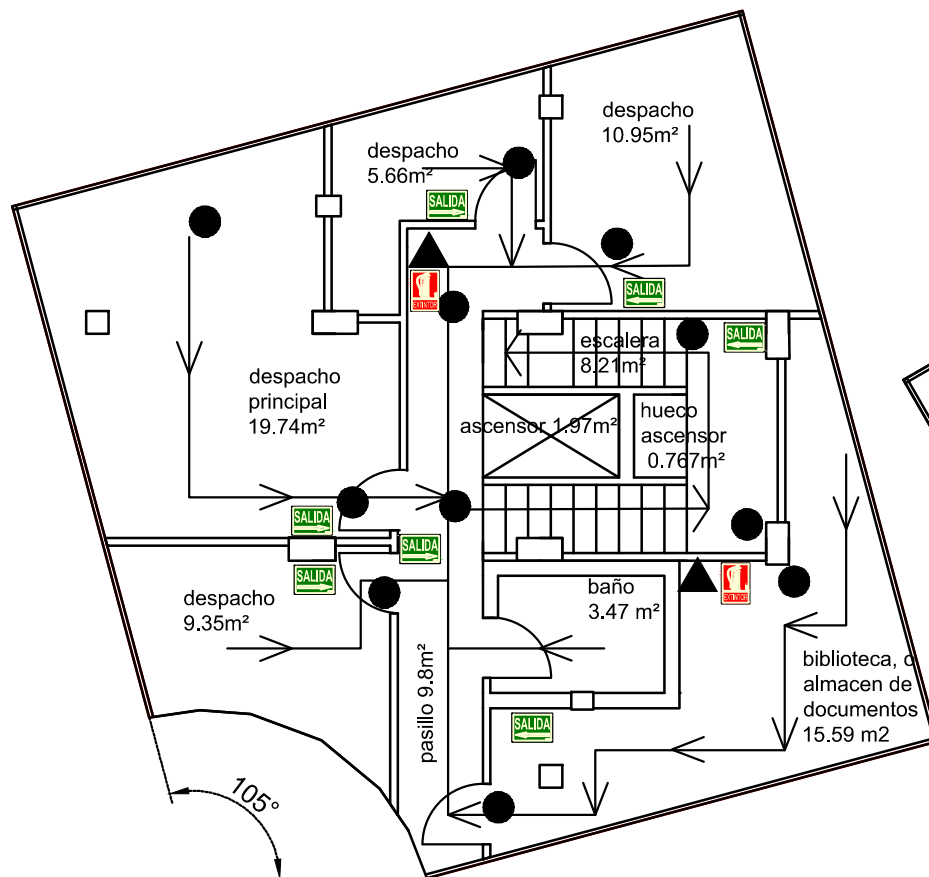 despacho
10.95m²
despacho
5.66m²
SALIDA
EXTINTOR
SALIDA
SALIDA
escalera
8.21m²
despacho
principal
19.74m²
ascensor 1.97m²
hueco
ascensor
0.767m²
SALIDA
SALIDA
SALIDA
EXTINTOR
despacho
9.35m²
baño
3.47 m²
pasillo 9.8m²
biblioteca, o
almacen de
documentos
15.59 m2
SALIDA
105°